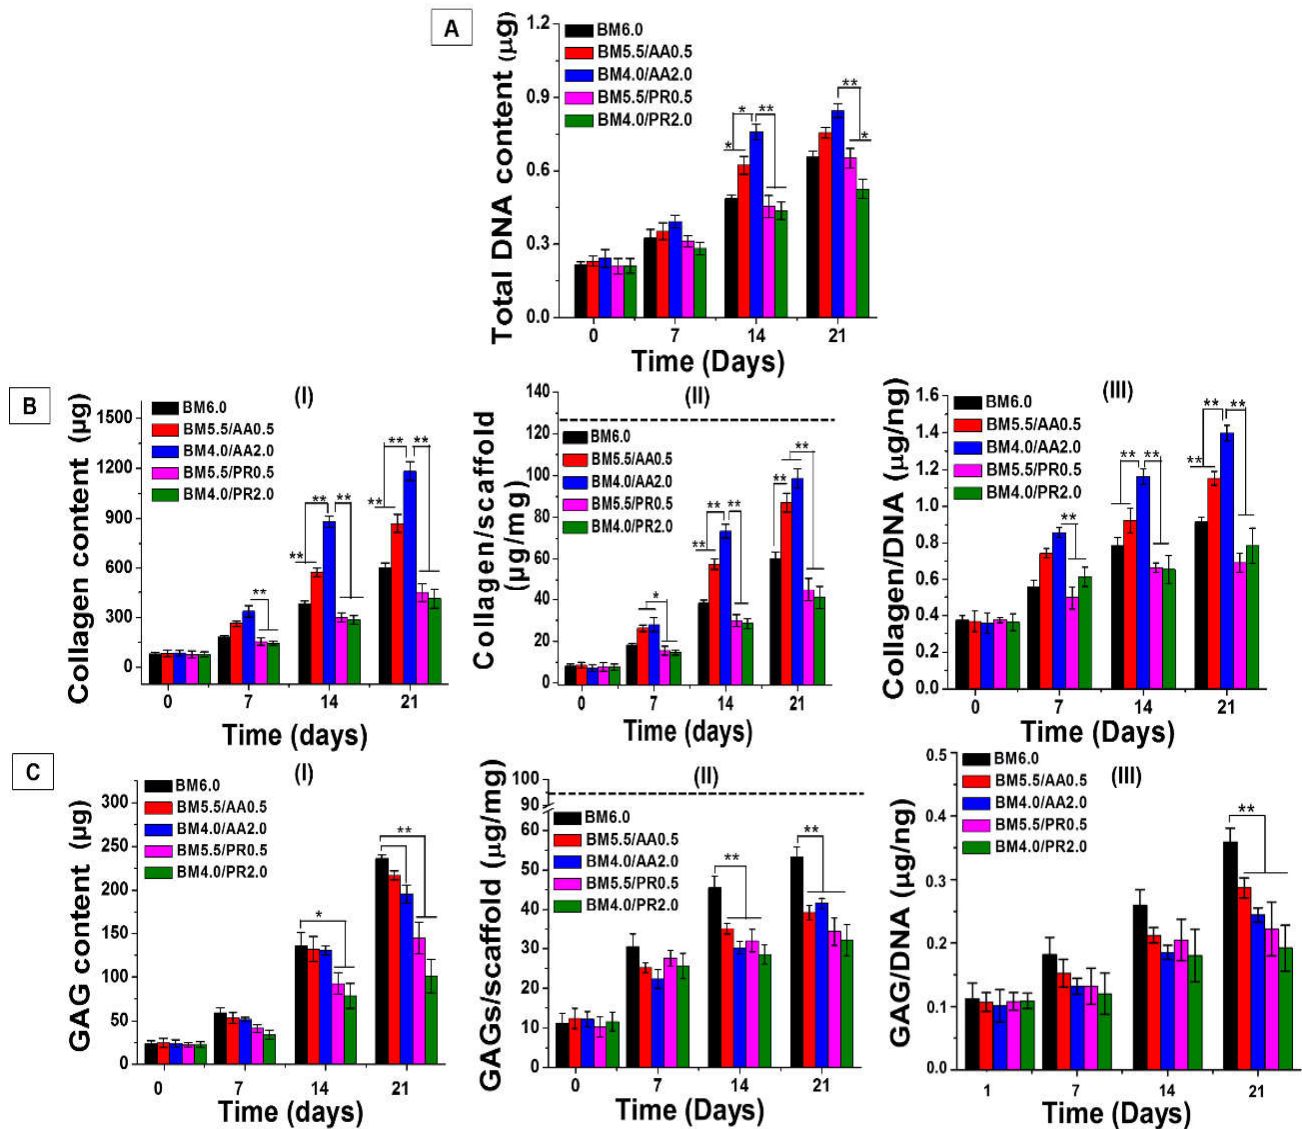 A
Total DNA content (µg)
1.2
0.9
0.6
0.3
0.0
BM6.0
BM5.5/AA0.5
BM4.0/AA2.0
BM5.5/PR0.5
BM4.0/PR2.0
* * **
** *
0 7 14 21
Time (Days)
B
(I)
Collagen content (µg)
1500
1200
900
600
300
0
BM6.0
BM5.5/AA0.5
BM4.0/AA2.0
BM5.5/PR0.5
BM4.0/PR2.0
**
** ** **
** ** **
0 7 14 21
Time (days)
(II)
Collagen/scaffold
(µg/mg)
140
120
100
80
60
40
20
0
BM6.0
BM5.5/AA0.5
BM4.0/AA2.0
BM5.5/PR0.5
BM4.0/PR2.0
*
** ** **
** **
0 7 14 21
Time (days)
(III)
Collagen/DNA (µg/ng)
1.6
1.4
1.2
1.0
0.8
0.6
0.4
0.2
0.0
BM6.0
BM5.5/AA0.5
BM4.0/AA2.0
BM5.5/PR0.5
BM4.0/PR2.0
**
** **
** ** **
0 7 14 21
Time (Days)
C
(I)
GAG content (µg)
300
250
200
150
100
50
0
BM6.0
BM5.5/AA0.5
BM4.0/AA2.0
BM5.5/PR0.5
BM4.0/PR2.0
*
**
0 7 14 21
Time (days)
(II)
GAGs/scaffold (µg/mg)
100
90
60
50
40
30
20
10
0
BM6.0
BM5.5/AA0.5
BM4.0/AA2.0
BM5.5/PR0.5
BM4.0/PR2.0
**
**
0 7 14 21
Time (Days)
(III)
GAG/DNA (µg/ng)
0.5
0.4
0.3
0.2
0.1
0.0
BM6.0
BM5.5/AA0.5
BM4.0/AA2.0
BM5.5/PR0.5
BM4.0/PR2.0
**
1 7 14 21
Time (Days)